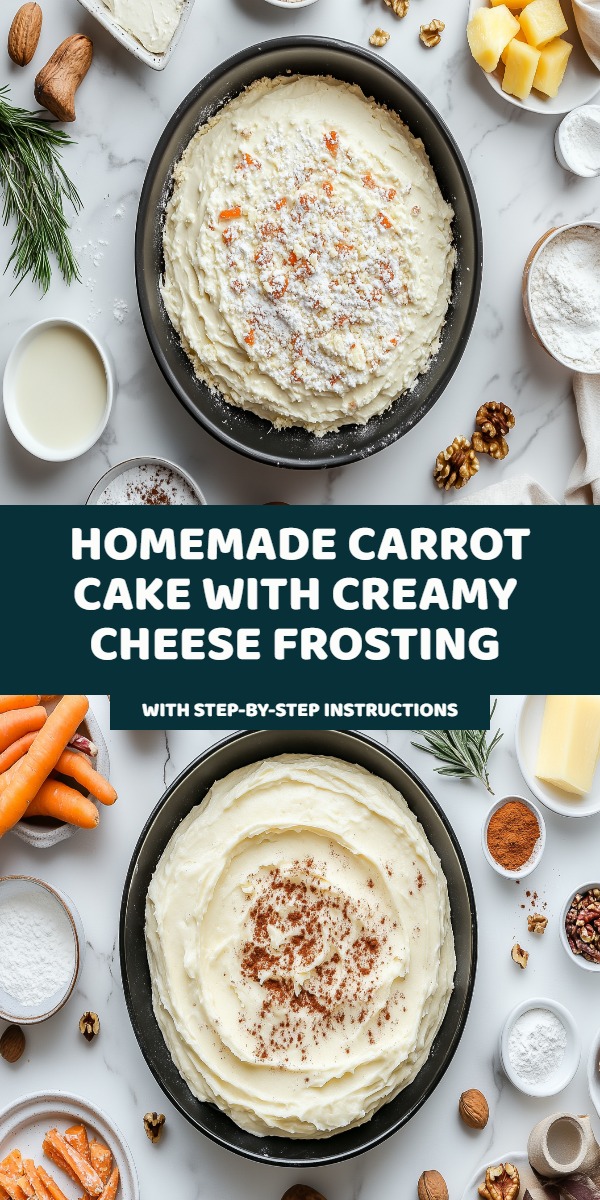 HOMEMADE CARROT
CAKE WITH CREAMY
CHEESE FROSTING
WITH STEP-BY-STEP INSTRUCTIONS